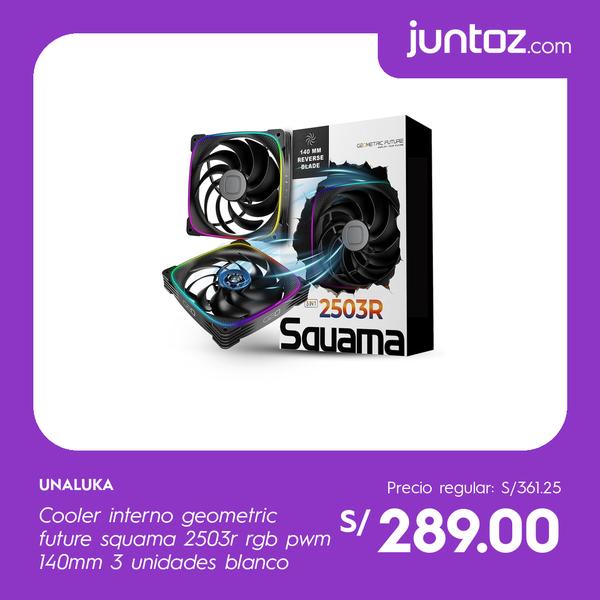 juntoz.com
140 MM
REVERSE
BLADE
GEOMETRIC FUTURE
3IN1
2503R
Squama
UNALUKA
Cooler interno geometric
future squama 2503r rgb pwm
140mm 3 unidades blanco
Precio regular: S/361.25
S/ 289.00